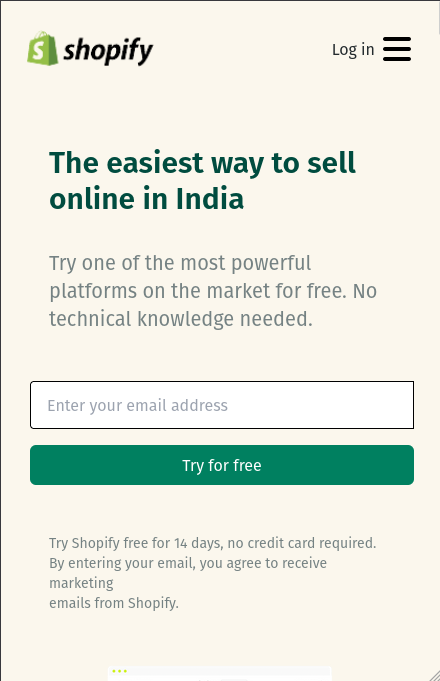 shopify
Log in
The easiest way to sell
online in India
Try one of the most powerful
platforms on the market for free. No
technical knowledge needed.
Enter your email address
Try for free
Try Shopify free for 14 days, no credit card required.
By entering your email, you agree to receive
marketing
emails from Shopify.